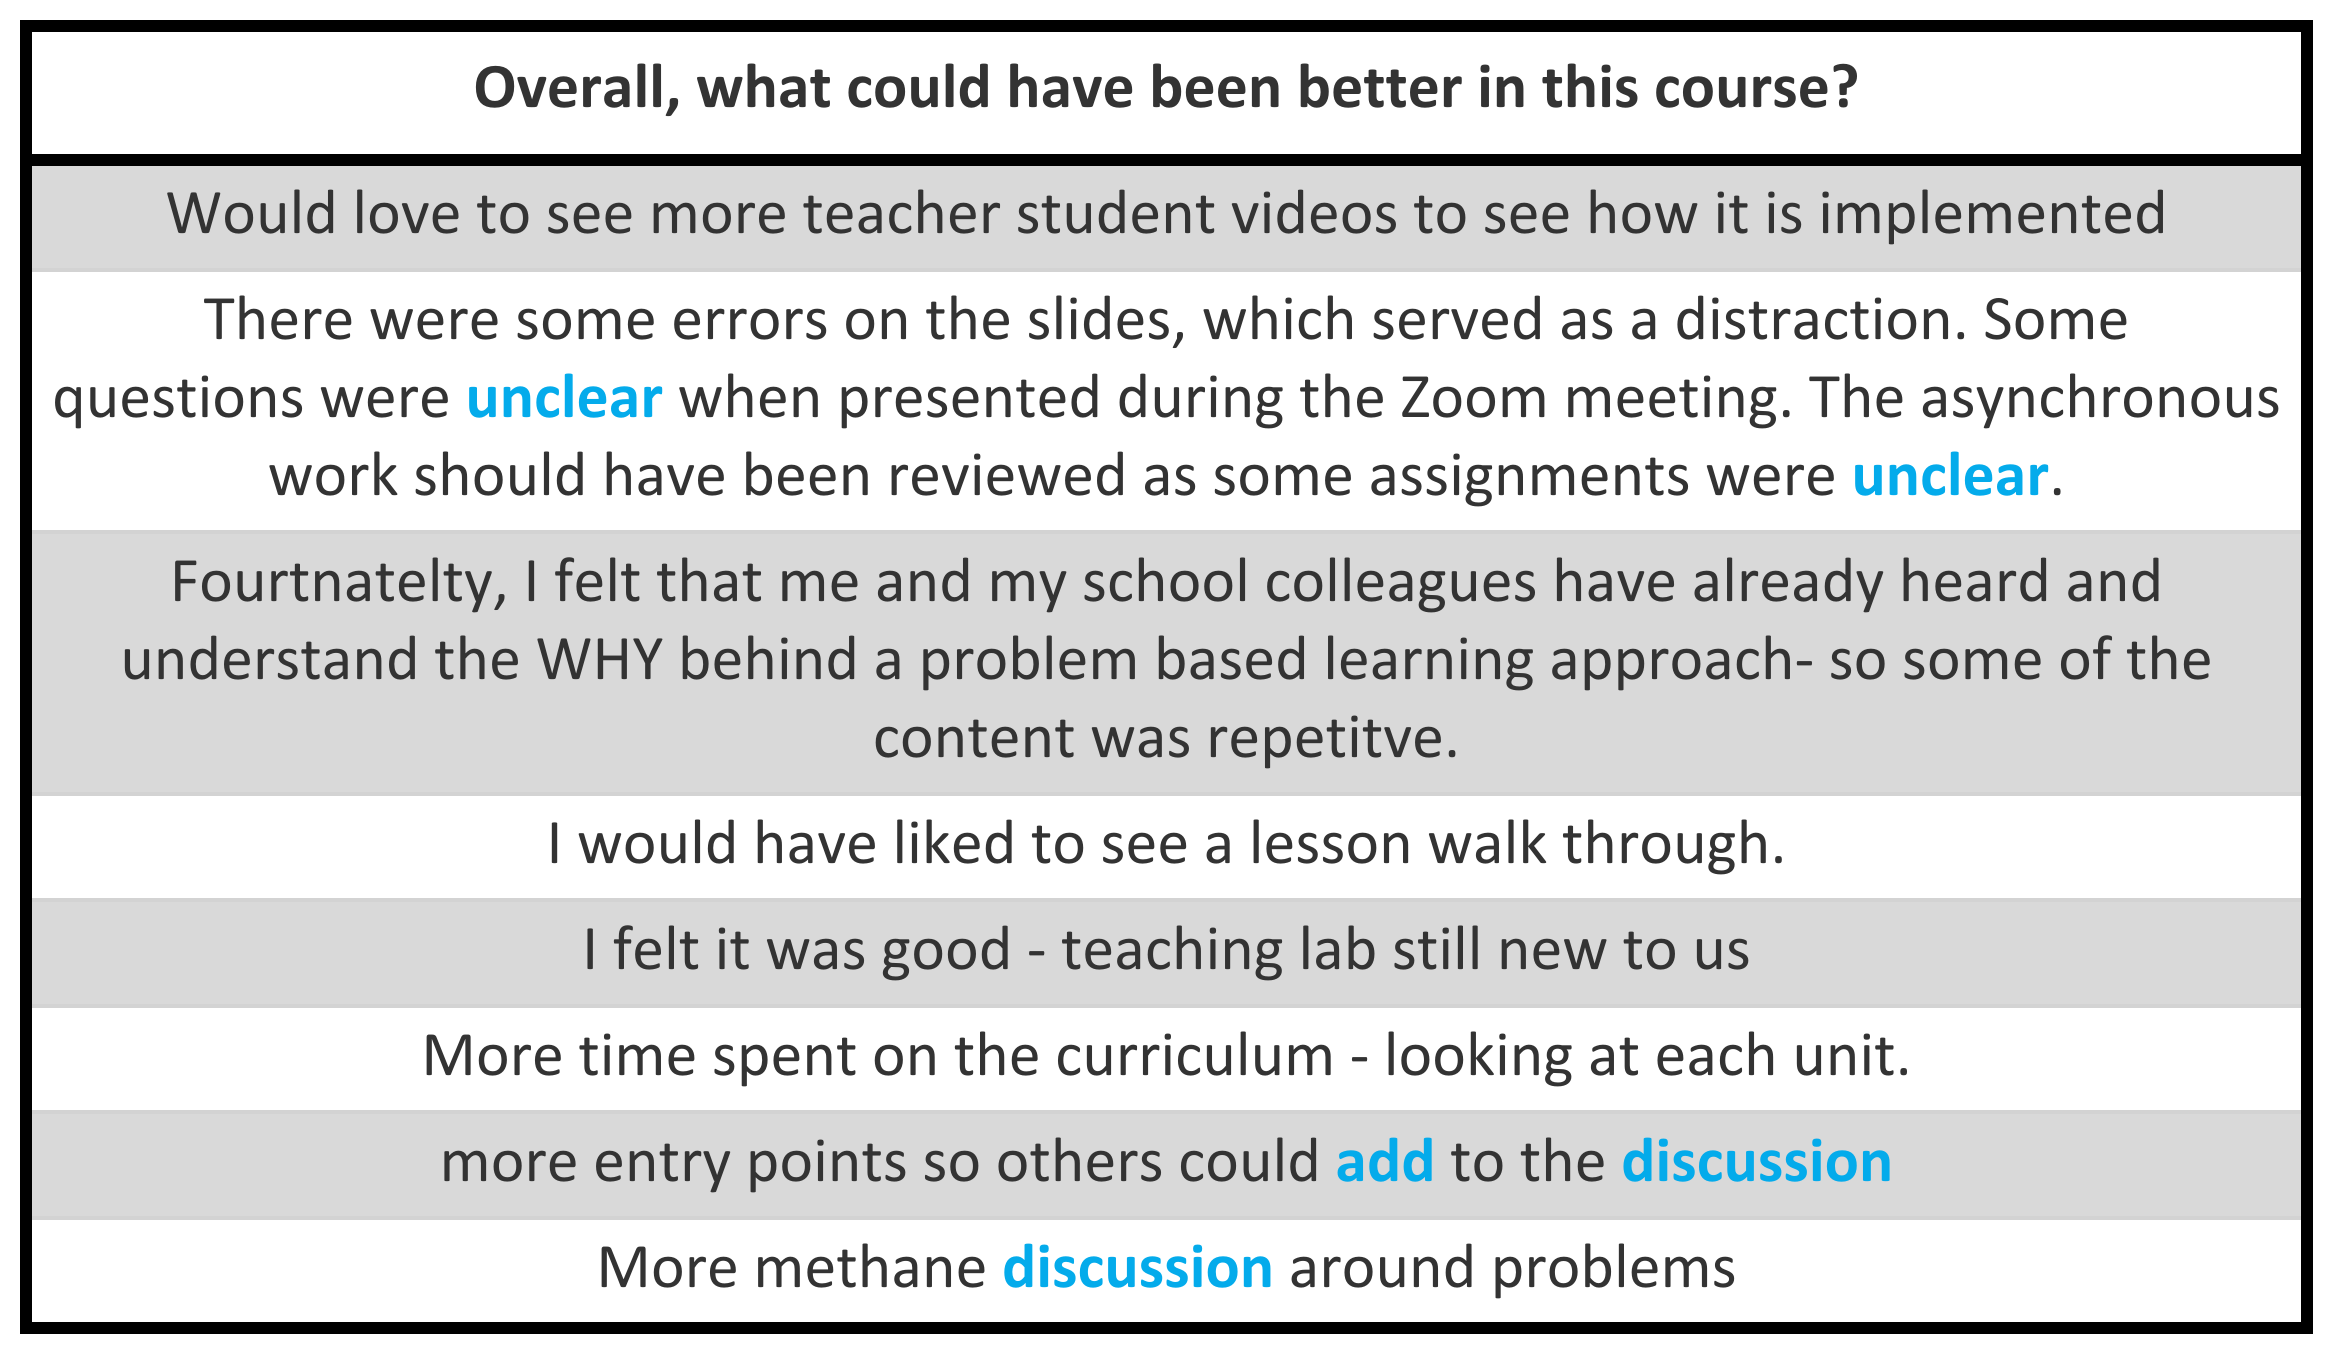 Overall, what could have been better in this course?
Would love to see more teacher student videos to see how it is implemented
There were some errors on the slides, which served as a distraction. Some
questions were unclear when presented during the Zoom meeting. The asynchronous
work should have been reviewed as some assignments were unclear.
Fourtnatelty, I felt that me and my school colleagues have already heard and
understand the WHY behind a problem based learning approach- so some of the
content was repetitve.
I would have liked to see a lesson walk through.
I felt it was good - teaching lab still new to us
More time spent on the curriculum - looking at each unit.
more entry points so others could add to the discussion
More methane discussion around problems